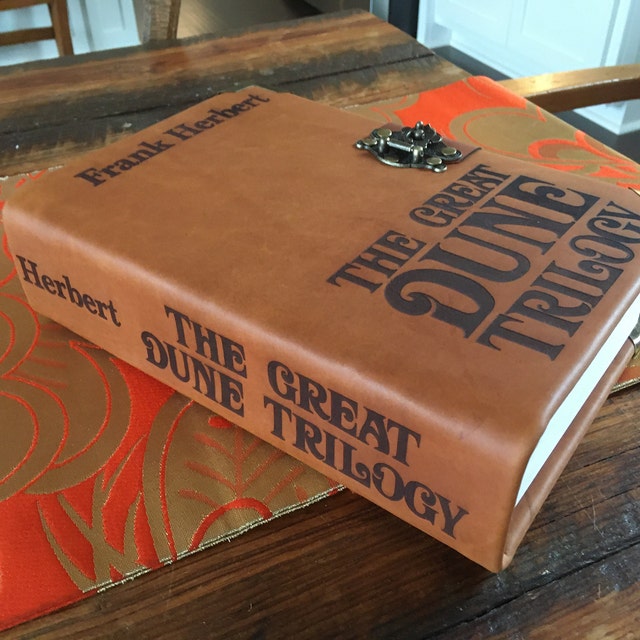 Frank Herbert
THE GREAT
DUNE
TRILOGY
Herbert
THE GREAT
DUNE TRILOGY